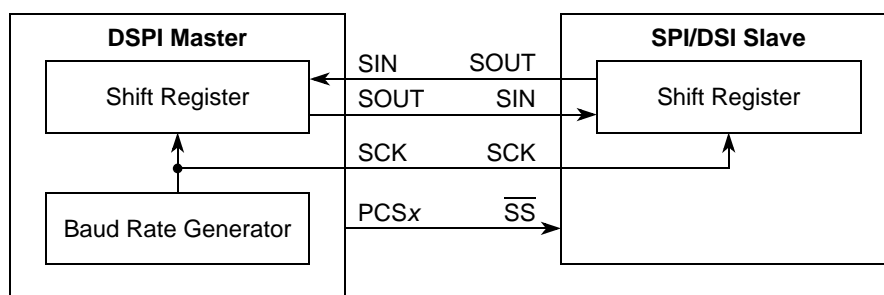 DSPI Master
SPI/DSI Slave
SIN SOUT
Shift Register
Shift Register
SOUT SIN
SCK SCK
Baud Rate Generator
PCSx S̅S̅